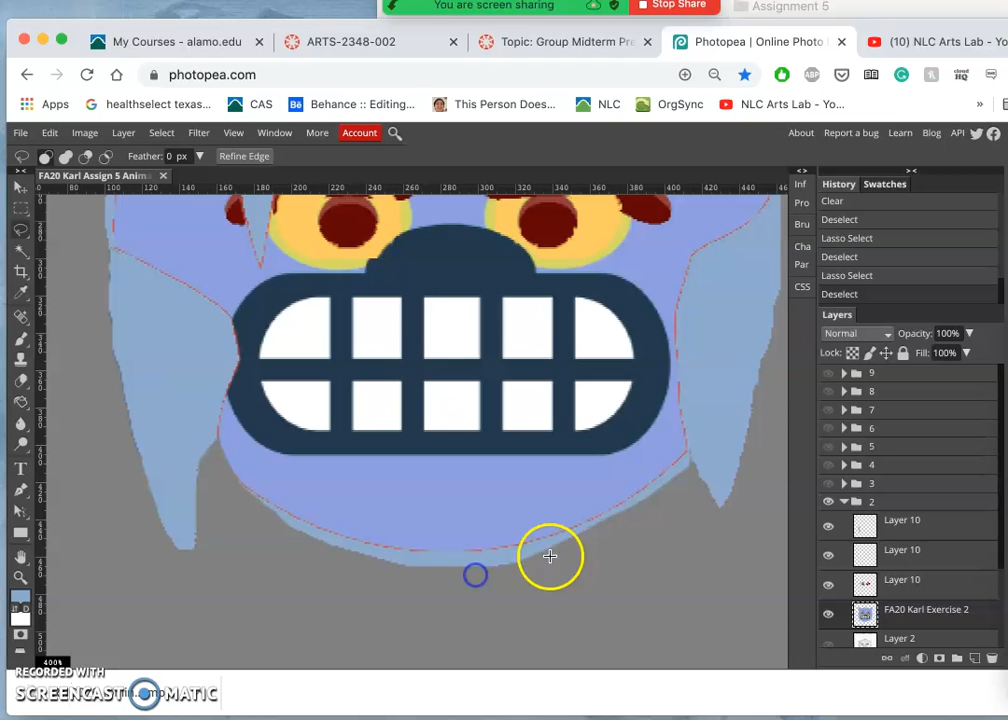 You are screen sharing
Stop Share
Assignment 5
My Courses - alamo.edu
ARTS-2348-002
Topic: Group Midterm Pre
Photopea | Online Photo
(10) NLC Arts Lab - Yo
photopea.com
Apps
healthselect texas...
CAS
Behance :: Editing...
This Person Does...
NLC
OrgSync
NLC Arts Lab - Yo...
»
File Edit Image Layer Select Filter View Window More Account
About Report a bug Learn Blog API
Feather: 0 px
Refine Edge
FA20 Karl Assign 5 Anima
Inf
Pro
Bru
Cha
Par
CSS
History
Swatches
Clear
Deselect
Lasso Select
Deselect
Lasso Select
Deselect
Layers
Normal
Opacity: 100%
Lock:
Fill: 100%
9
8
7
6
5
4
3
2
Layer 10
Layer 10
Layer 10
FA20 Karl Exercise 2
Layer 2
400%
RECORDED WITH
SCREENCAST MATIC